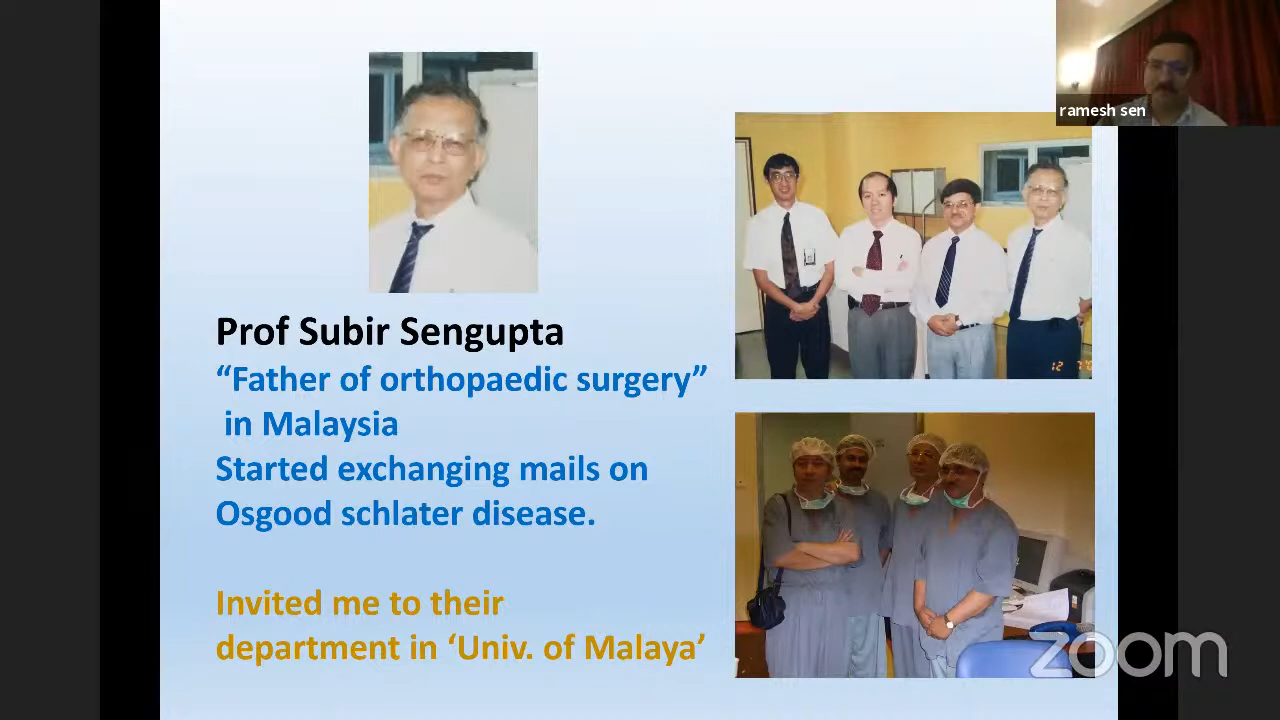 ramesh sen
Prof Subir Sengupta
“Father of orthopaedic surgery”
in Malaysia
Started exchanging mails on
Osgood schlater disease.
Invited me to their
department in ‘Univ. of Malaya’
zoom